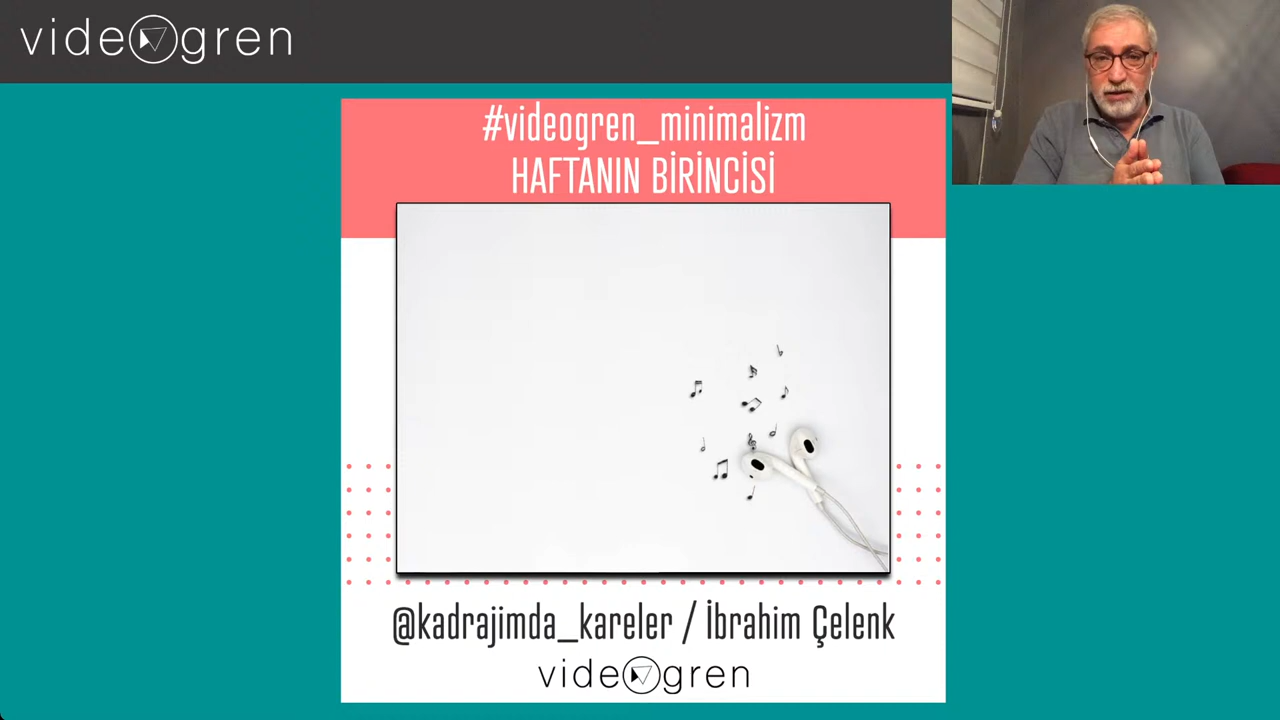 videogren
#videogren_minimalizm
HAFTANIN BİRİNCİSİ
@kadrajimda_kareler / İbrahim Çelenk
videogren